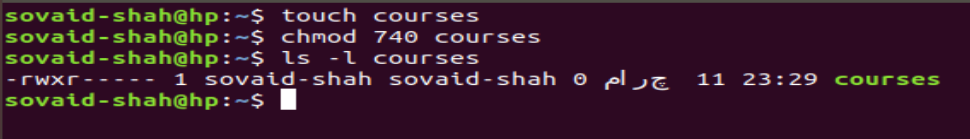 sovaid-shah@hp:~$ touch courses
sovaid-shah@hp:~$ chmod 740 courses
sovaid-shah@hp:~$ ls -l courses
-rwxr----- 1 sovaid-shah sovaid-shah 0 مارچ 11 23:29 courses
sovaid-shah@hp:~$